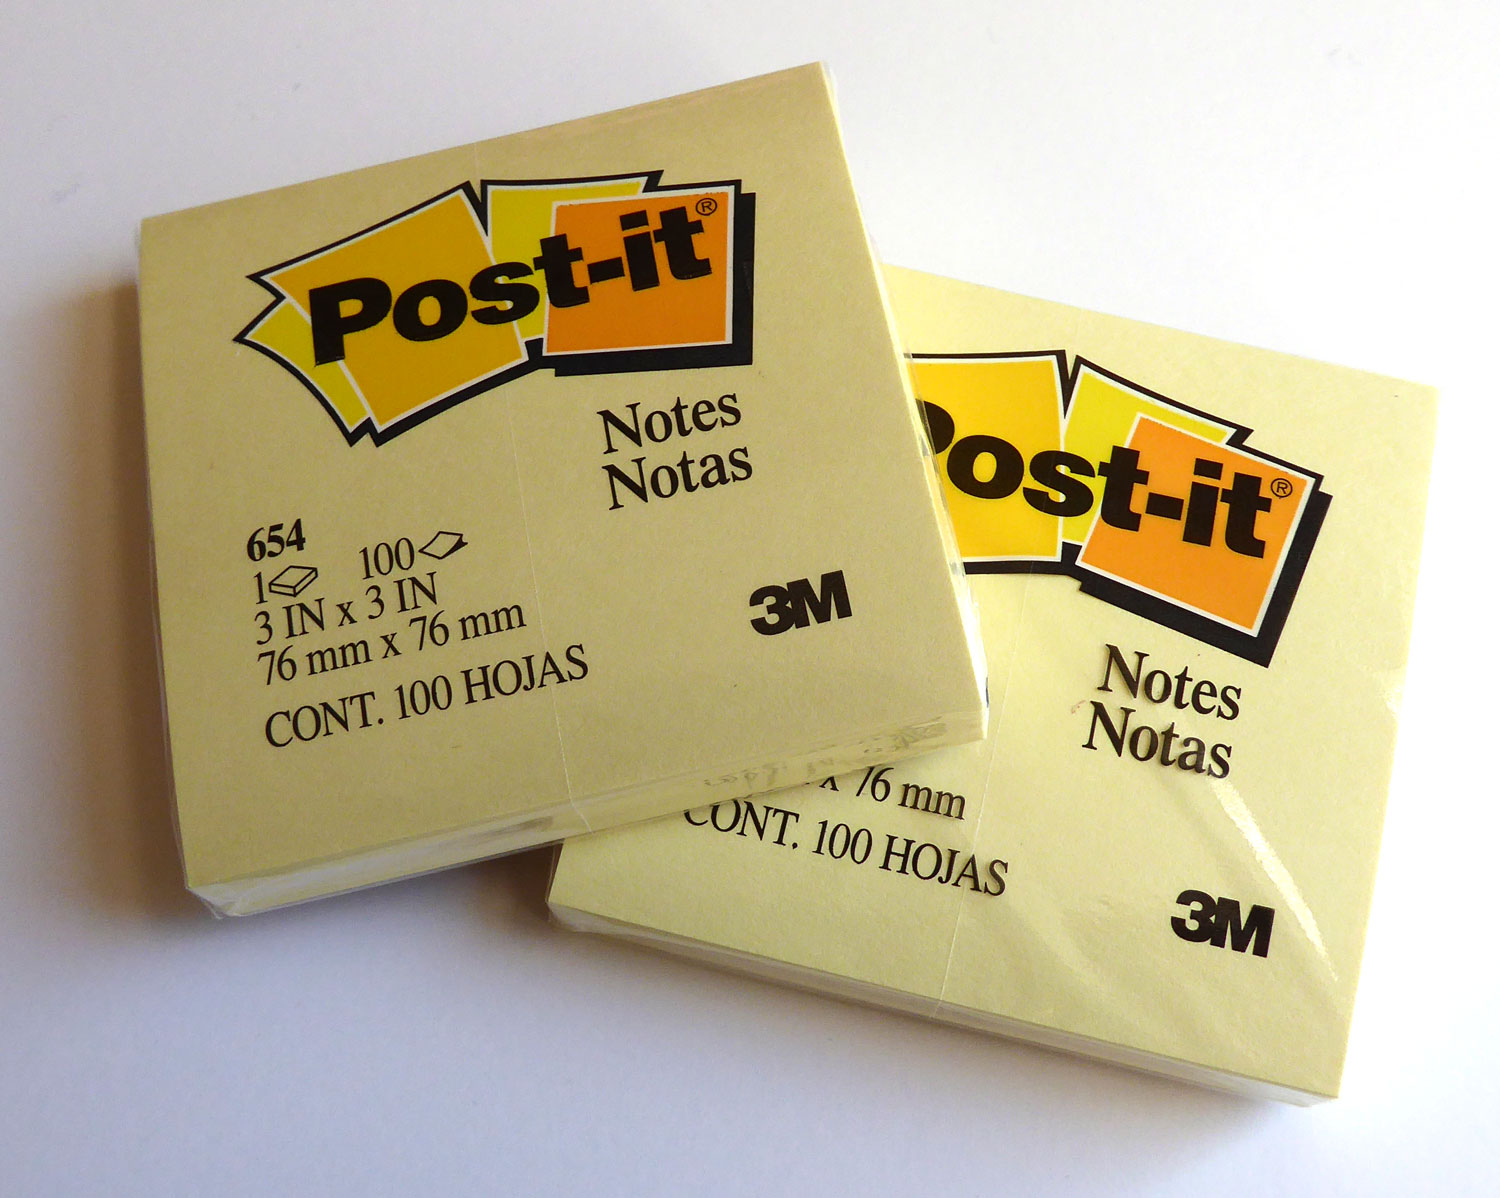 Post-it®
Notes
Notas
654
1 100
3 IN x 3 IN
76 mm x 76 mm
CONT. 100 HOJAS
3M
Post-it®
Notes
Notas
x 76 mm
CONT. 100 HOJAS
3M